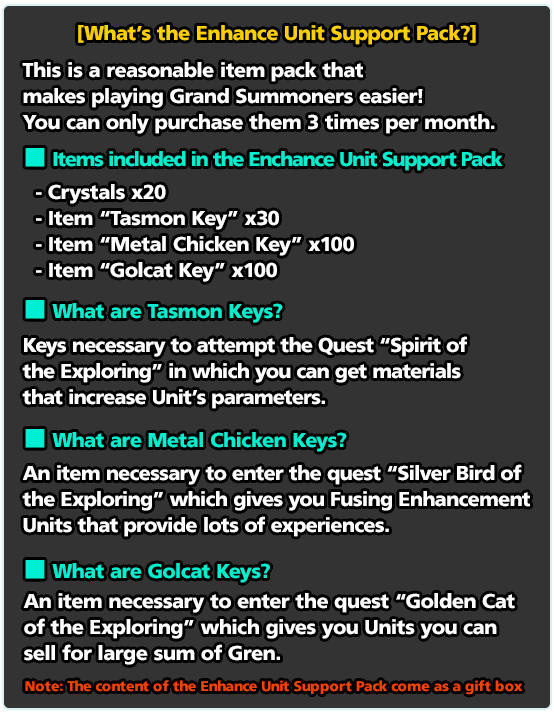 [What's the Enhance Unit Support Pack?]
This is a reasonable item pack that
makes playing Grand Summoners easier!
You can only purchase them 3 times per month.
■ Items included in the Enchance Unit Support Pack
- Crystals x20
- Item “Tasmon Key” x30
- Item “Metal Chicken Key” x100
- Item “Golcat Key” x100
■ What are Tasmon Keys?
Keys necessary to attempt the Quest “Spirit of
the Exploring” in which you can get materials
that increase Unit's parameters.
■ What are Metal Chicken Keys?
An item necessary to enter the quest “Silver Bird of
the Exploring” which gives you Fusing Enhancement
Units that provide lots of experiences.
■ What are Golcat Keys?
An item necessary to enter the quest “Golden Cat
of the Exploring” which gives you Units you can
sell for large sum of Gren.
Note: The content of the Enhance Unit Support Pack come as a gift box